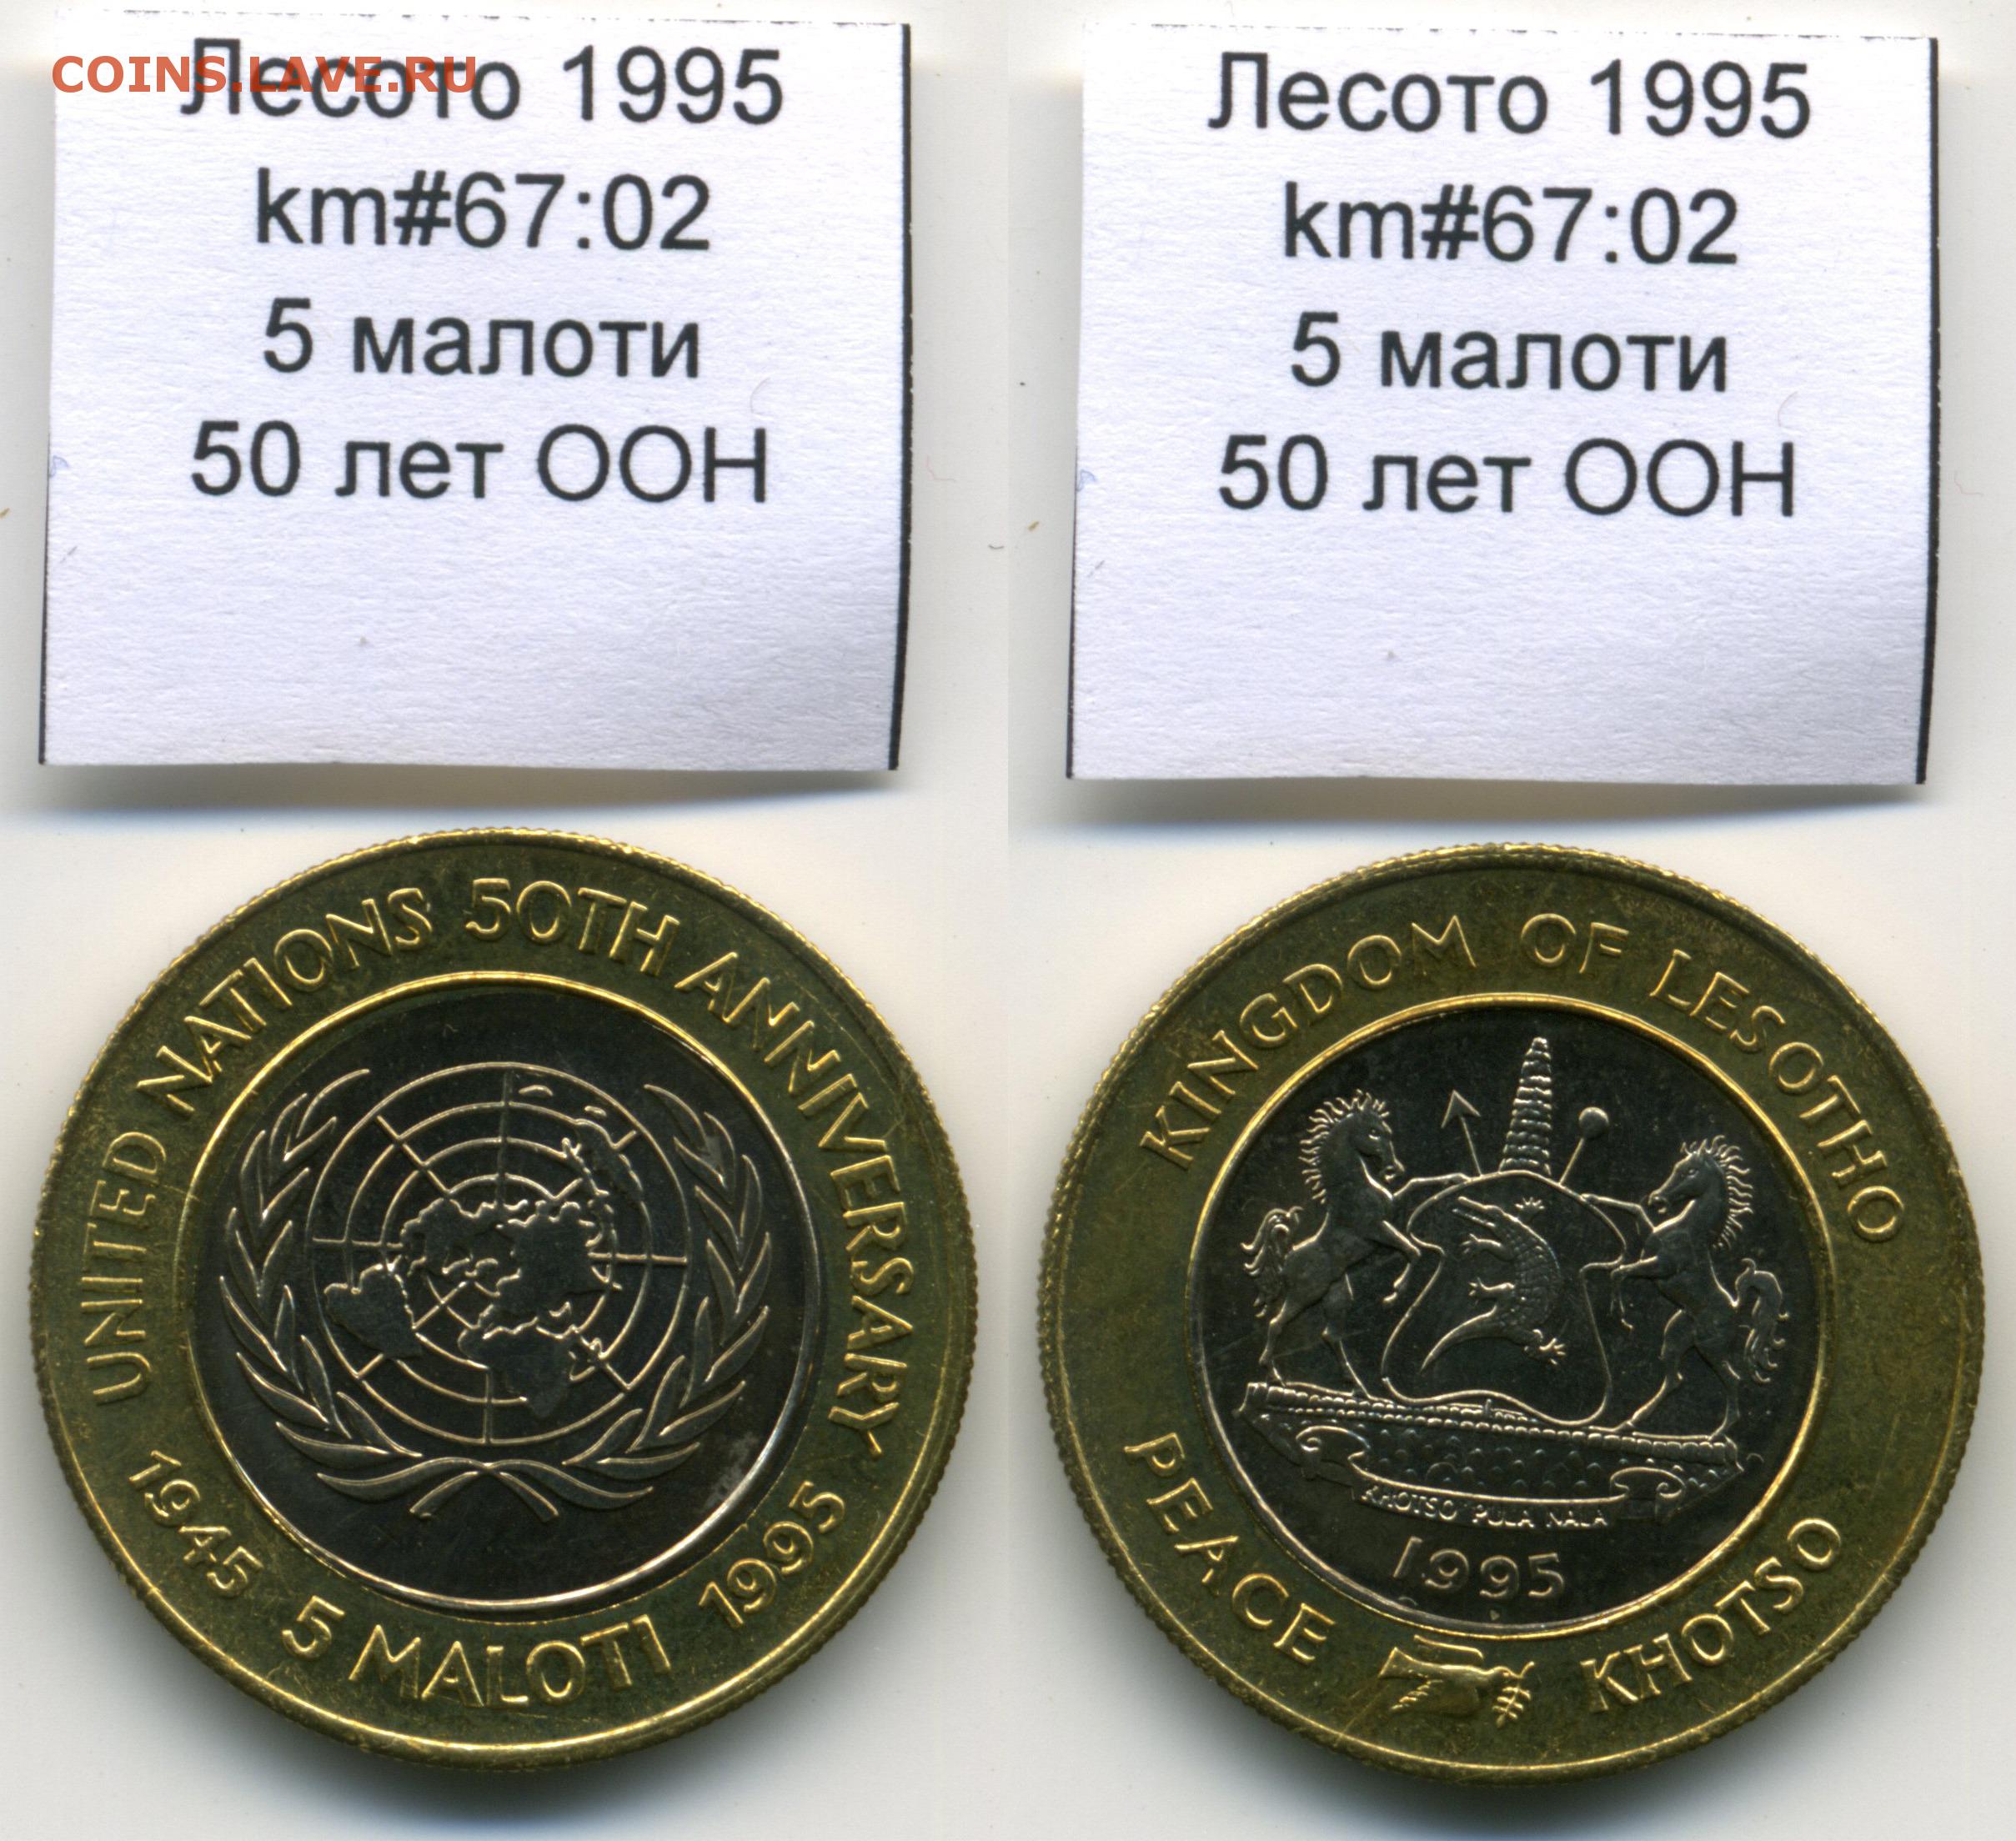 COINS.LAVE.RU
Лесото 1995
km#67:02
5 малоти
50 лет ООН
Лесото 1995
km#67:02
5 малоти
50 лет ООН
UNITED NATIONS 50TH ANNIVERSARY
1945 5 MALOTI 1995
KINGDOM OF LESOTHO
KHOTSO PULA NALA
1995
PEACE KHOTSO